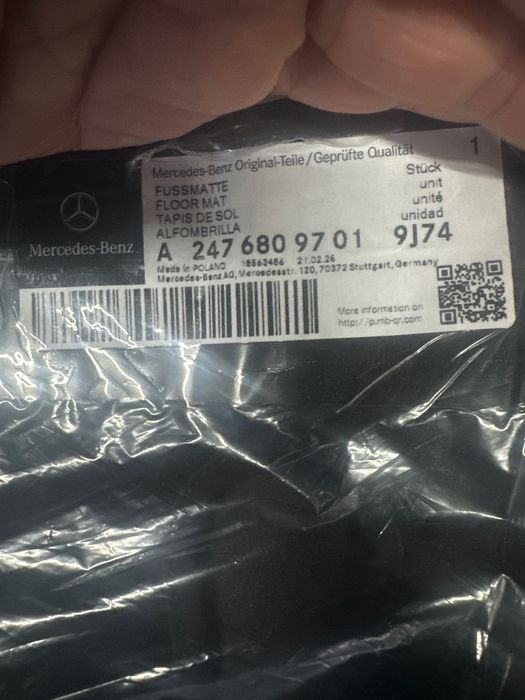 Mercedes-Benz Original-Teile/Geprüfte Qualität
1
FUSSMATTE
Stück
FLOOR MAT
unit
TAPIS DE SOL
unité
ALFOMBRILLA
unidad
Mercedes-Benz
A 247 680 97 01 9J74
Made in POLAND 18563486 21.02.25
Mercedes-Benz AG, Mercedesstr. 120, 70372 Stuttgart, Germany
More information on
http://p.mb-qr.com